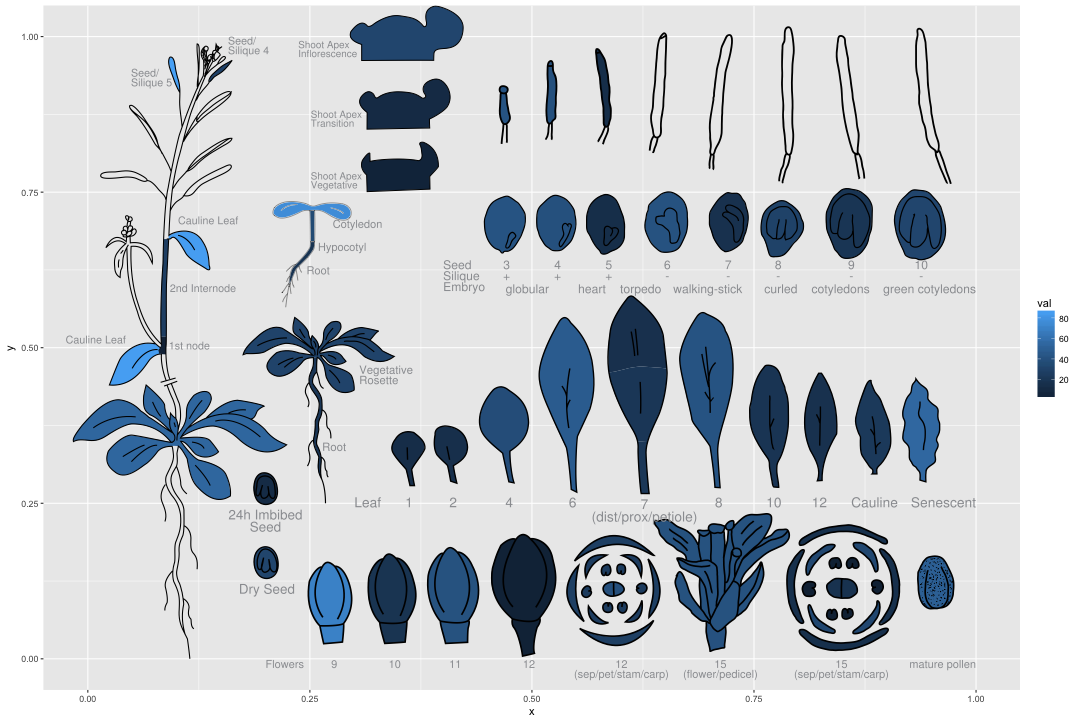 1.00
0.75
0.50
0.25
0.00
y
0.00
0.25
0.50
0.75
1.00
x
val
80
60
40
20
Seed/
Silique 4
Seed/
Silique 5
Shoot Apex
Inflorescence
Shoot Apex
Transition
Shoot Apex
Vegetative
Cauline Leaf
Cotyledon
Hypocotyl
Root
2nd Internode
Cauline Leaf
1st node
Vegetative
Rosette
Root
Seed 3 4 5 6 7 8 9 10
Silique + + + - - - - -
Embryo globular heart torpedo walking-stick curled cotyledons green cotyledons
Leaf 1 2 4 6 7 8 10 12 Cauline Senescent
(dist/prox/petiole)
24h Imbibed
Seed
Dry Seed
Flowers 9 10 11 12 12 15 15 mature pollen
(sep/pet/stam/carp) (flower/pedicel) (sep/pet/stam/carp)